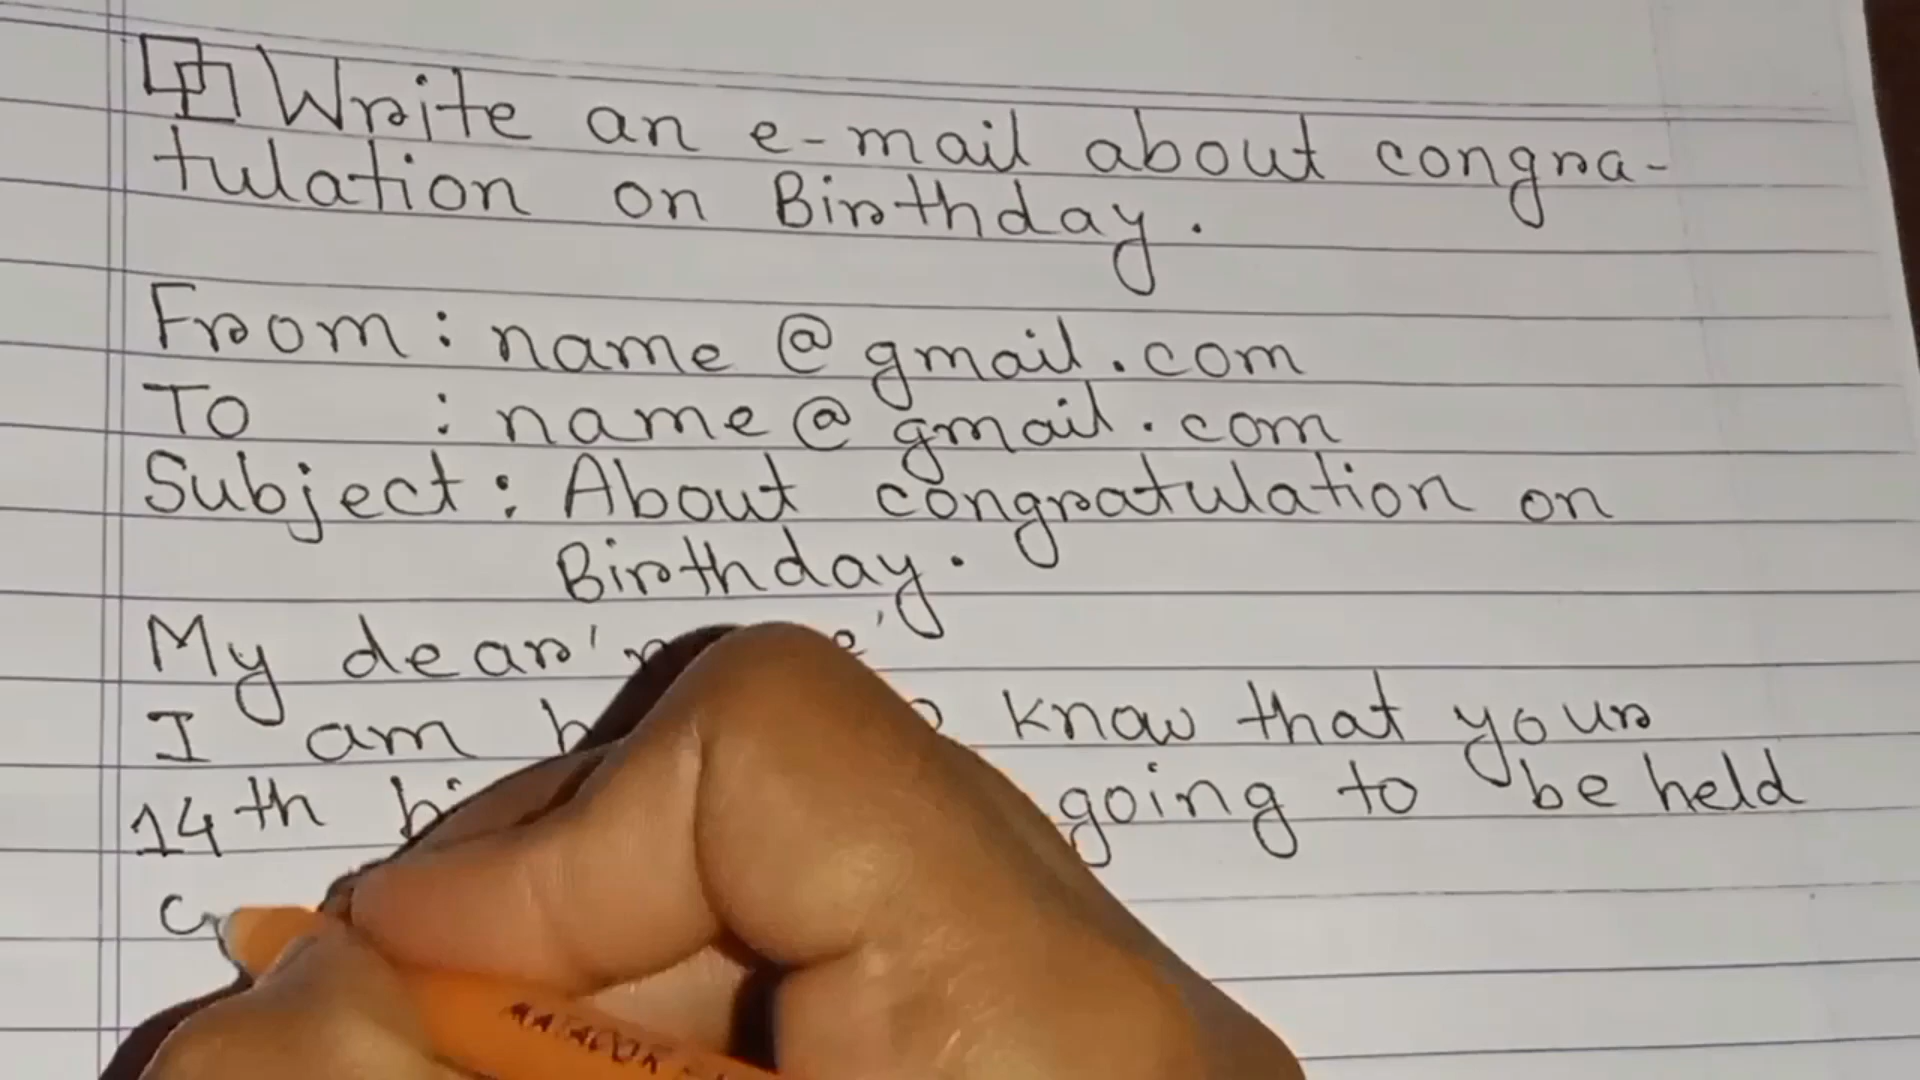 Write an e-mail about congra-
tulation on Birthday.
From : name @ gmail.com
To : name @ gmail.com
Subject : About congratulation on
Birthday.
My dear
I am know that your
14th going to be held
MATADOR